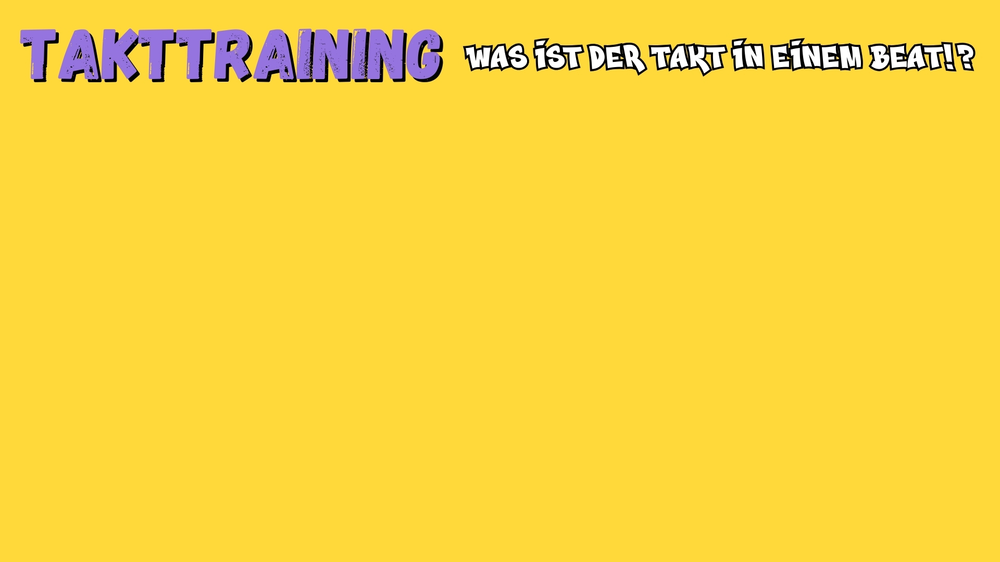 TAKTTRAINING WAS IST DER TAKT IN EINEM BEAT!?